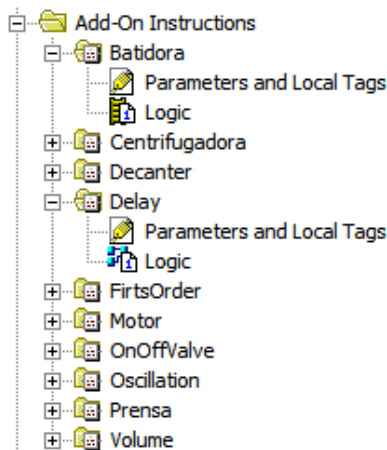 Add-On Instructions
Batidora
Parameters and Local Tags
Logic
Centrifugadora
Decanter
Delay
Parameters and Local Tags
Logic
FirtsOrder
Motor
OnOffValve
Oscillation
Prensa
Volume